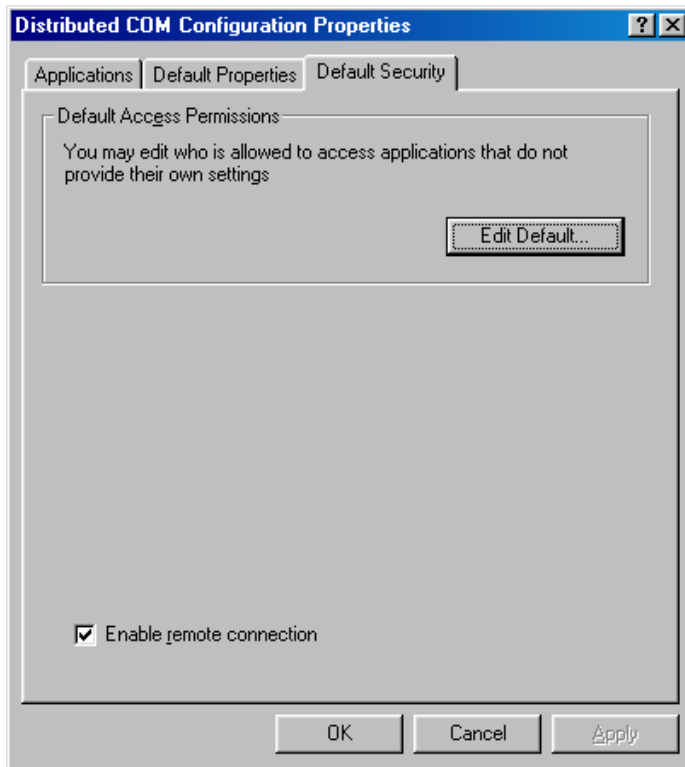 Distributed COM Configuration Properties
Applications
Default Properties
Default Security
Default Access Permissions
You may edit who is allowed to access applications that do not
provide their own settings
Edit Default...
Enable remote connection
OK
Cancel
Apply